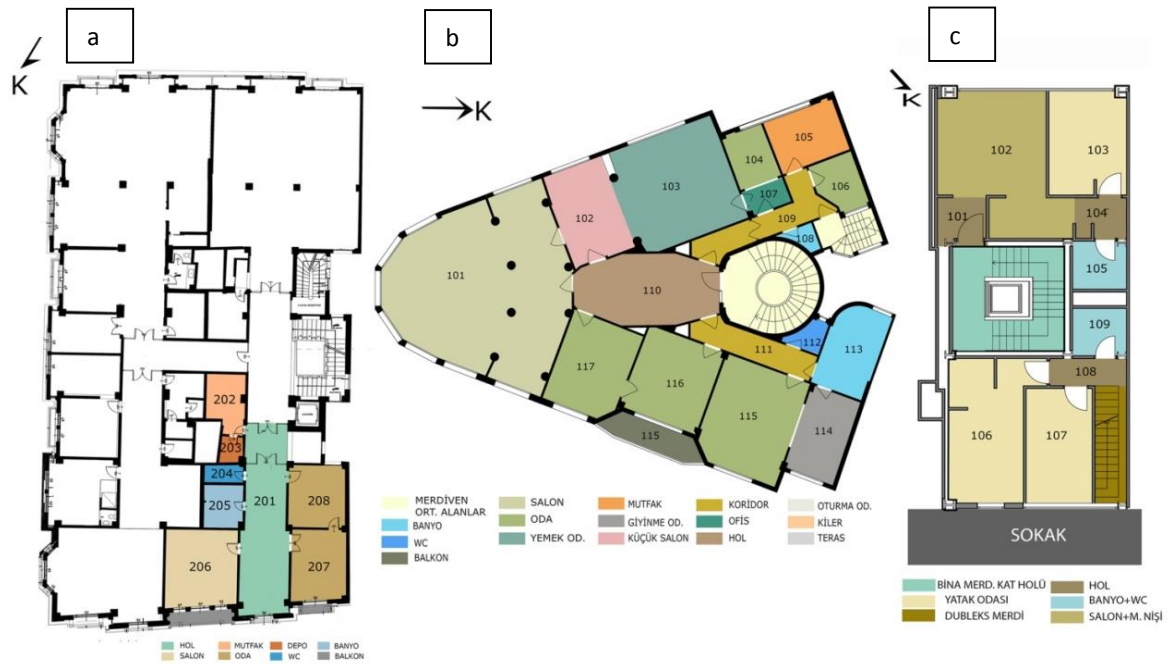 a
K
202
203
204
201
205
208
206
207
HOL
MUTFAK
DEPO
BANYO
SALON
ODA
WC
BALKON
b
K
105
104
106
107
103
102
109
108
101
110
111
112
113
117
116
115
114
115
MERDİVEN
ORT. ALANLAR
BANYO
WC
BALKON
SALON
ODA
YEMEK OD.
MUTFAK
GİYİNME OD.
KÜÇÜK SALON
KORİDOR
OFİS
HOL
OTURMA OD.
KİLER
TERAS
c
K
102
103
101
104
105
109
108
106
107
SOKAK
BİNA MERD. KAT HOLÜ
YATAK ODASI
DUBLEKS MERDİ
HOL
BANYO+WC
SALON+M. NİŞİ